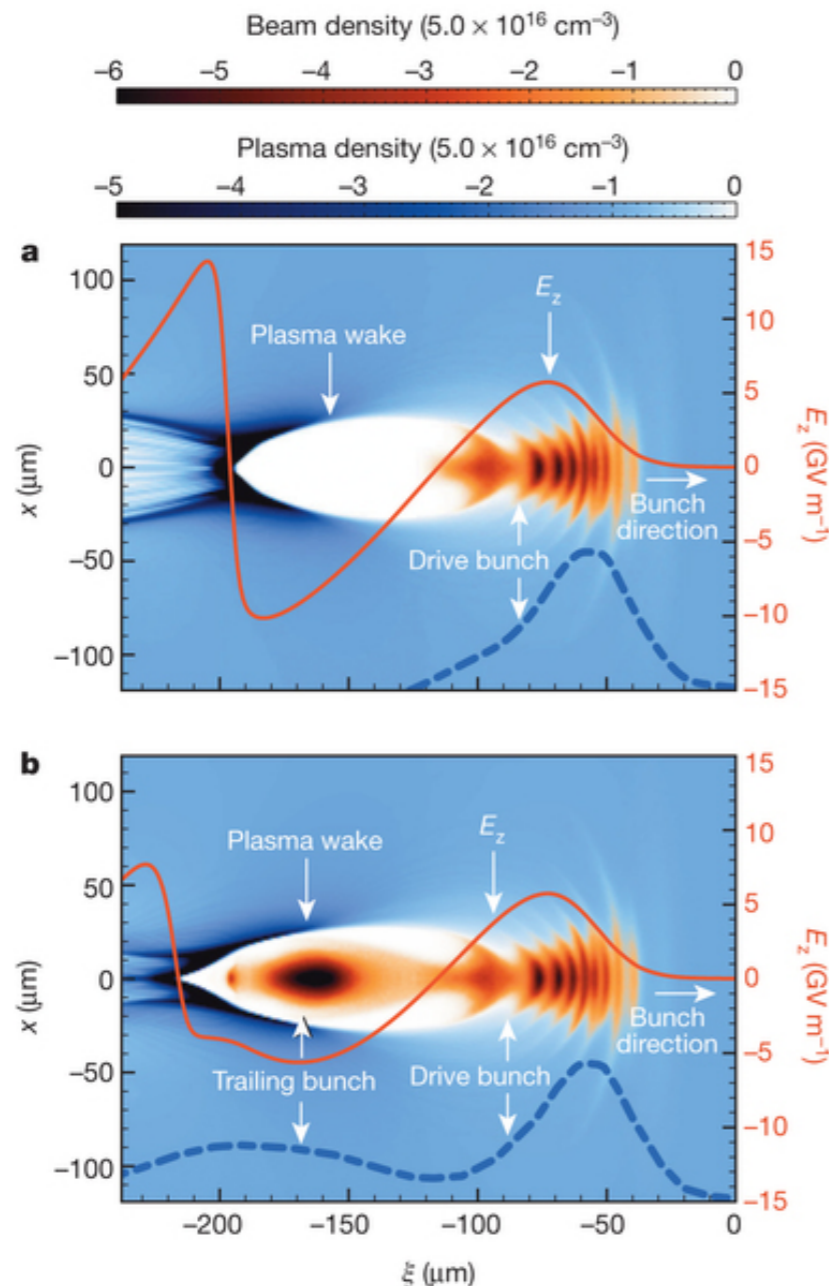 Beam density (5.0 × 10¹⁶ cm⁻³)
−6 −5 −4 −3 −2 −1 0
Plasma density (5.0 × 10¹⁶ cm⁻³)
−5 −4 −3 −2 −1 0
a
100
50
0
−50
−100
x (μm)
Plasma wake
E_z
Drive bunch
Bunch
direction
15
10
5
0
−5
−10
−15
E_z (GV m⁻¹)
b
100
50
0
−50
−100
x (μm)
Plasma wake
E_z
Trailing bunch
Drive bunch
Bunch
direction
15
10
5
0
−5
−10
−15
E_z (GV m⁻¹)
−200 −150 −100 −50 0
ξ (μm)